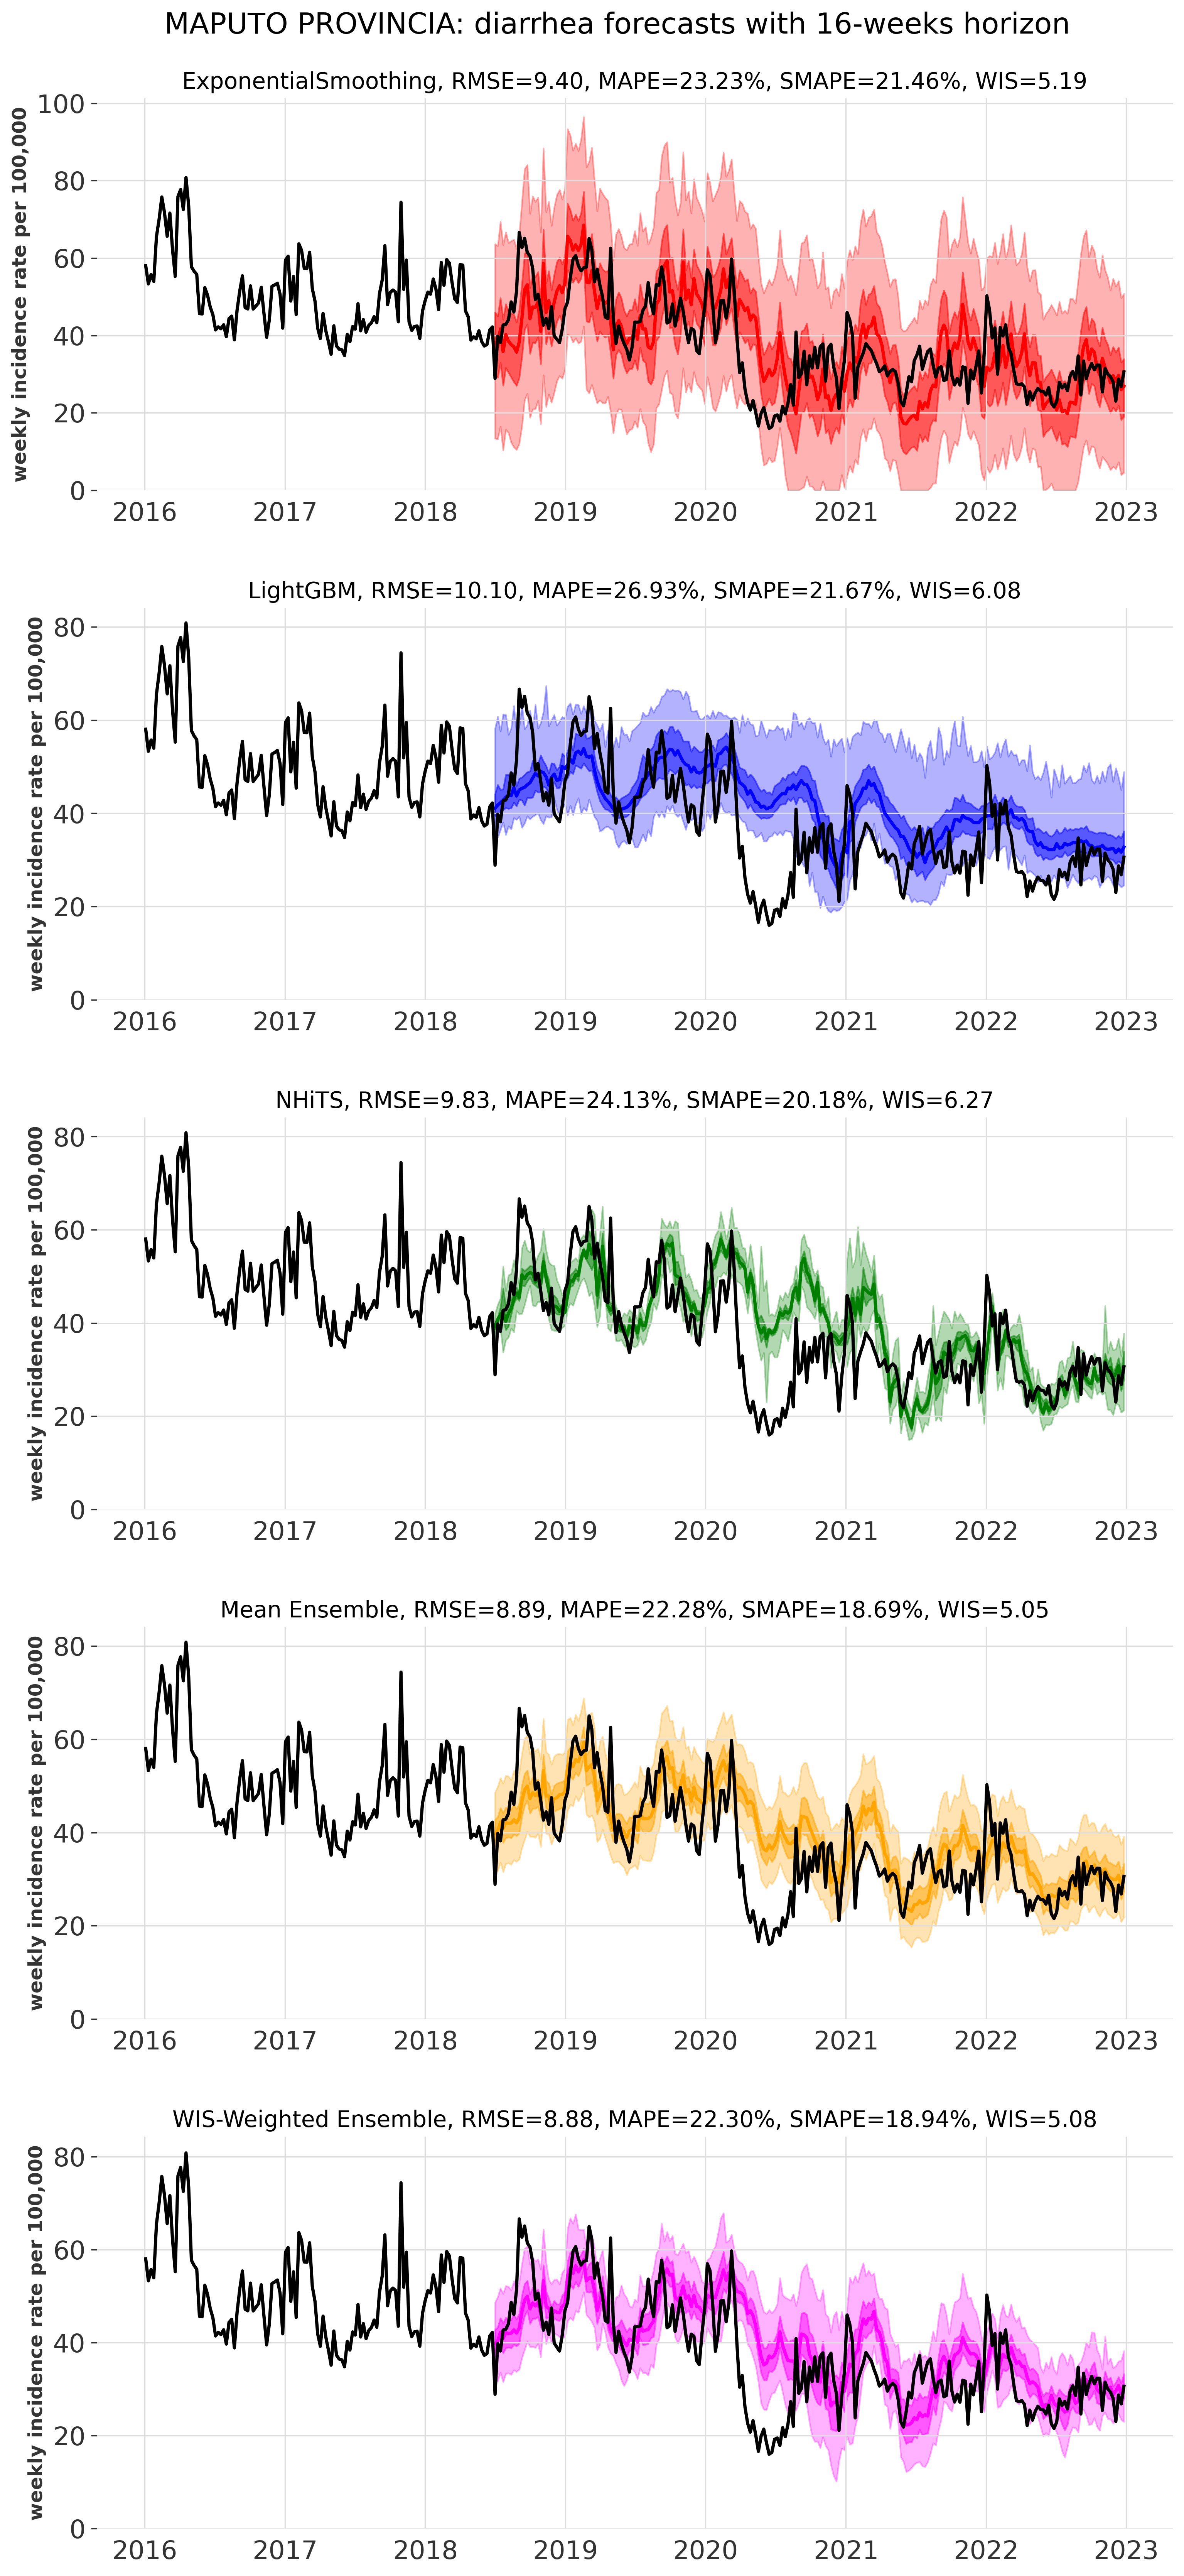 MAPUTO PROVINCIA: diarrhea forecasts with 16-weeks horizon
ExponentialSmoothing, RMSE=9.40, MAPE=23.23%, SMAPE=21.46%, WIS=5.19
weekly incidence rate per 100,000
100
80
60
40
20
0
2016 2017 2018 2019 2020 2021 2022 2023
LightGBM, RMSE=10.10, MAPE=26.93%, SMAPE=21.67%, WIS=6.08
weekly incidence rate per 100,000
80
60
40
20
0
2016 2017 2018 2019 2020 2021 2022 2023
NHiTS, RMSE=9.83, MAPE=24.13%, SMAPE=20.18%, WIS=6.27
weekly incidence rate per 100,000
80
60
40
20
0
2016 2017 2018 2019 2020 2021 2022 2023
Mean Ensemble, RMSE=8.89, MAPE=22.28%, SMAPE=18.69%, WIS=5.05
weekly incidence rate per 100,000
80
60
40
20
0
2016 2017 2018 2019 2020 2021 2022 2023
WIS-Weighted Ensemble, RMSE=8.88, MAPE=22.30%, SMAPE=18.94%, WIS=5.08
weekly incidence rate per 100,000
80
60
40
20
0
2016 2017 2018 2019 2020 2021 2022 2023